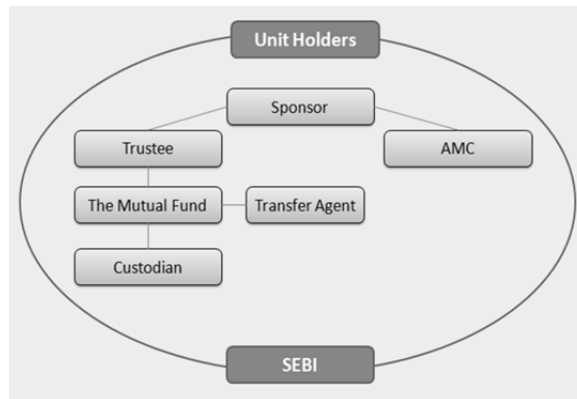 Unit Holders
Sponsor
Trustee
AMC
The Mutual Fund
Transfer Agent
Custodian
SEBI